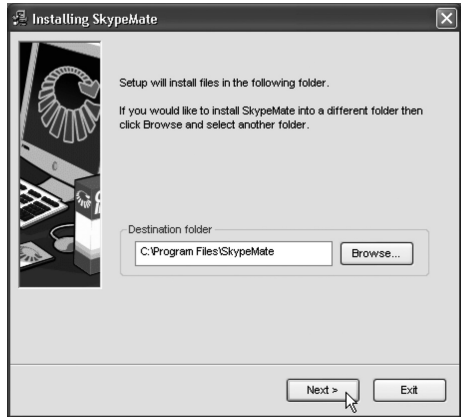 Installing SkypeMate
Setup will install files in the following folder.
If you would like to install SkypeMate into a different folder then
click Browse and select another folder.
Destination folder
C:\Program Files\SkypeMate
Browse...
Next >
Exit